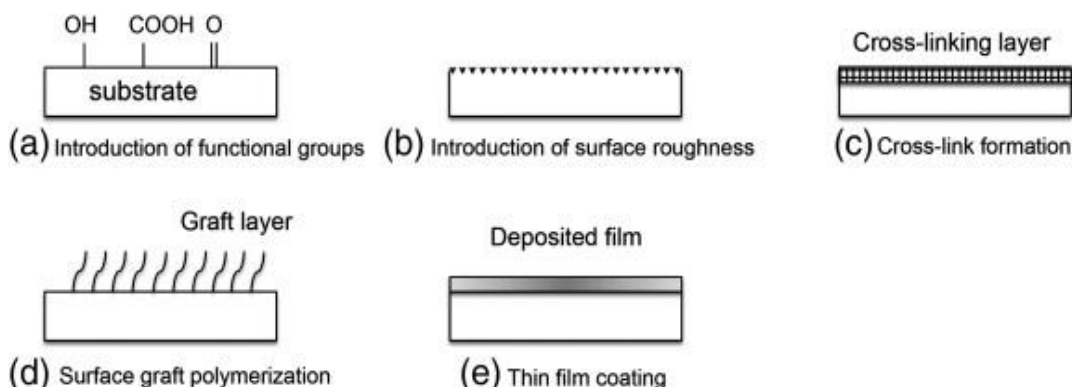 OH COOH O
substrate
(a) Introduction of functional groups
(b) Introduction of surface roughness
Cross-linking layer
(c) Cross-link formation
Graft layer
(d) Surface graft polymerization
Deposited film
(e) Thin film coating